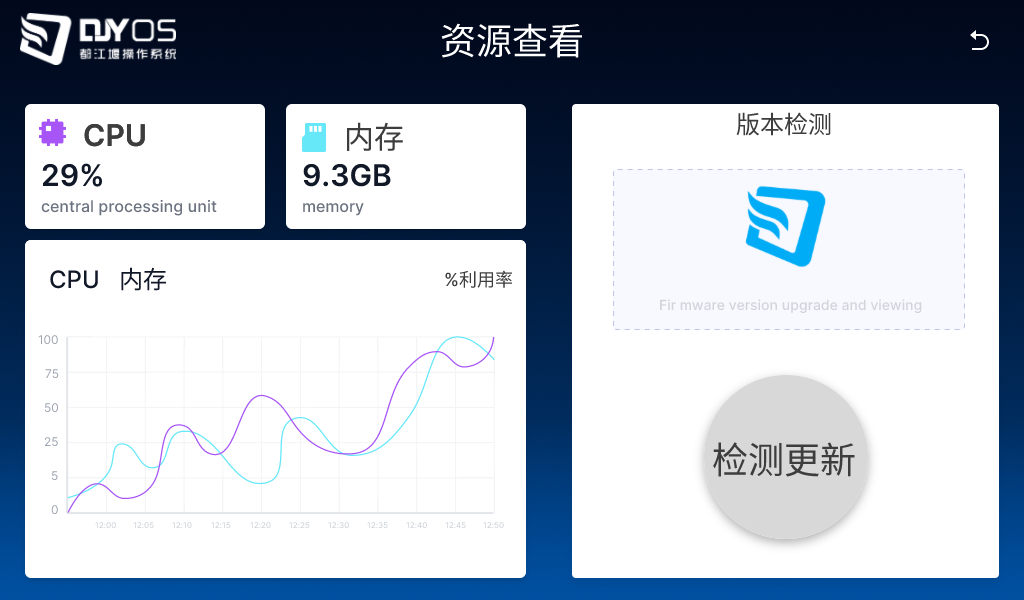 DJYOS
都江堰操作系统
资源查看
CPU
29%
central processing unit
内存
9.3GB
memory
CPU 内存
%利用率
100
75
50
25
5
0
12:00 12:05 12:10 12:15 12:20 12:25 12:30 12:35 12:40 12:45 12:50
版本检测
Fir mware version upgrade and viewing
检测更新